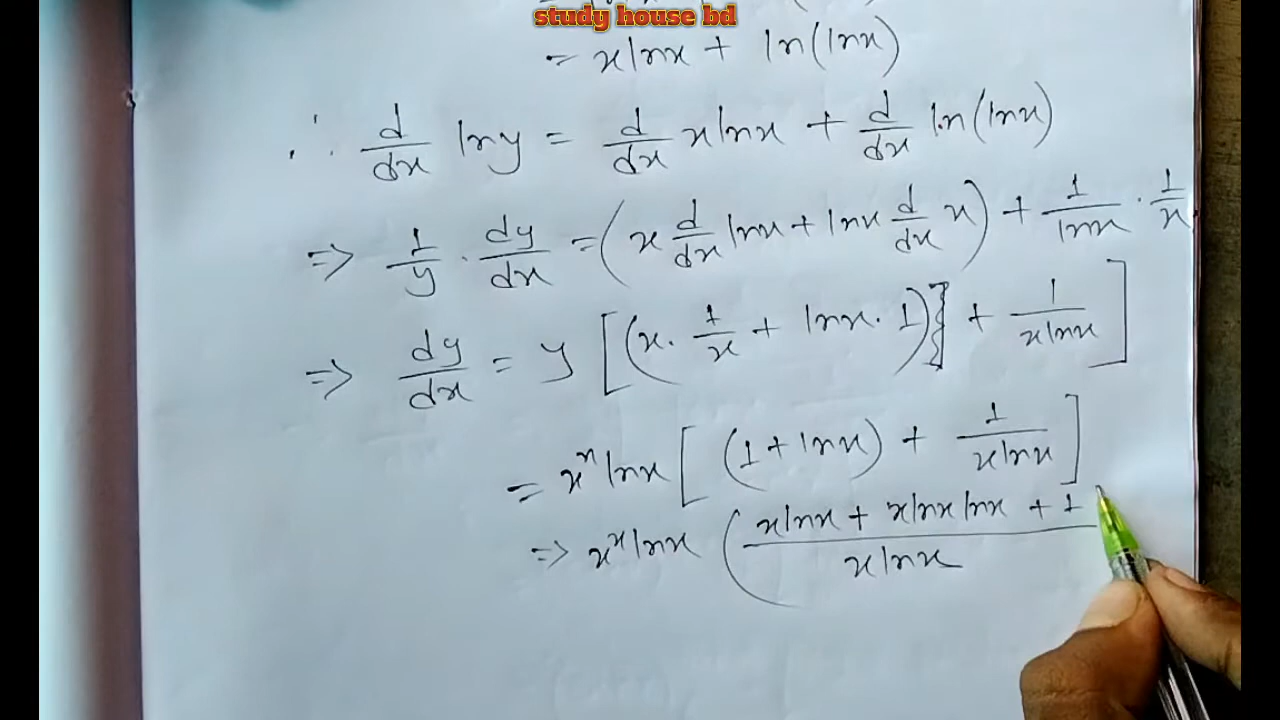 study house bd
= xlnx + ln(lnx)
∴ d/dx lny = d/dx xlnx + d/dx ln(lnx)
=> 1/y · dy/dx = (x d/dx lnx + lnx d/dx x) + 1/lnx · 1/x
=> dy/dx = y [(x · 1/x + lnx · 1)] + 1/xlnx ]
= x^x lnx [ (1 + lnx) + 1/xlnx ]
=> x^x lnx ( xlnx + xlnx lnx + 1 / xlnx